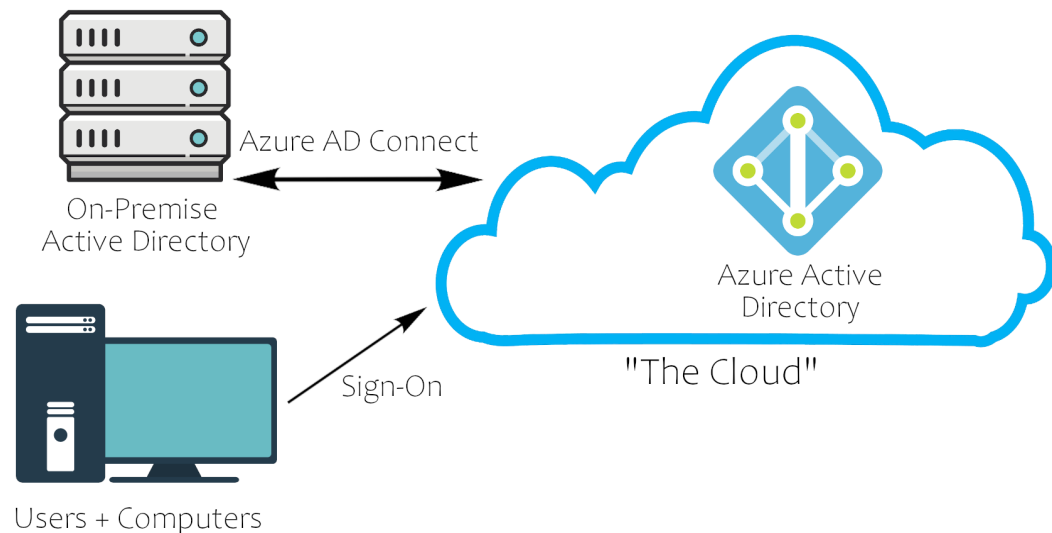 Azure AD Connect
On-Premise
Active Directory
Azure Active
Directory
"The Cloud"
Sign-On
Users + Computers